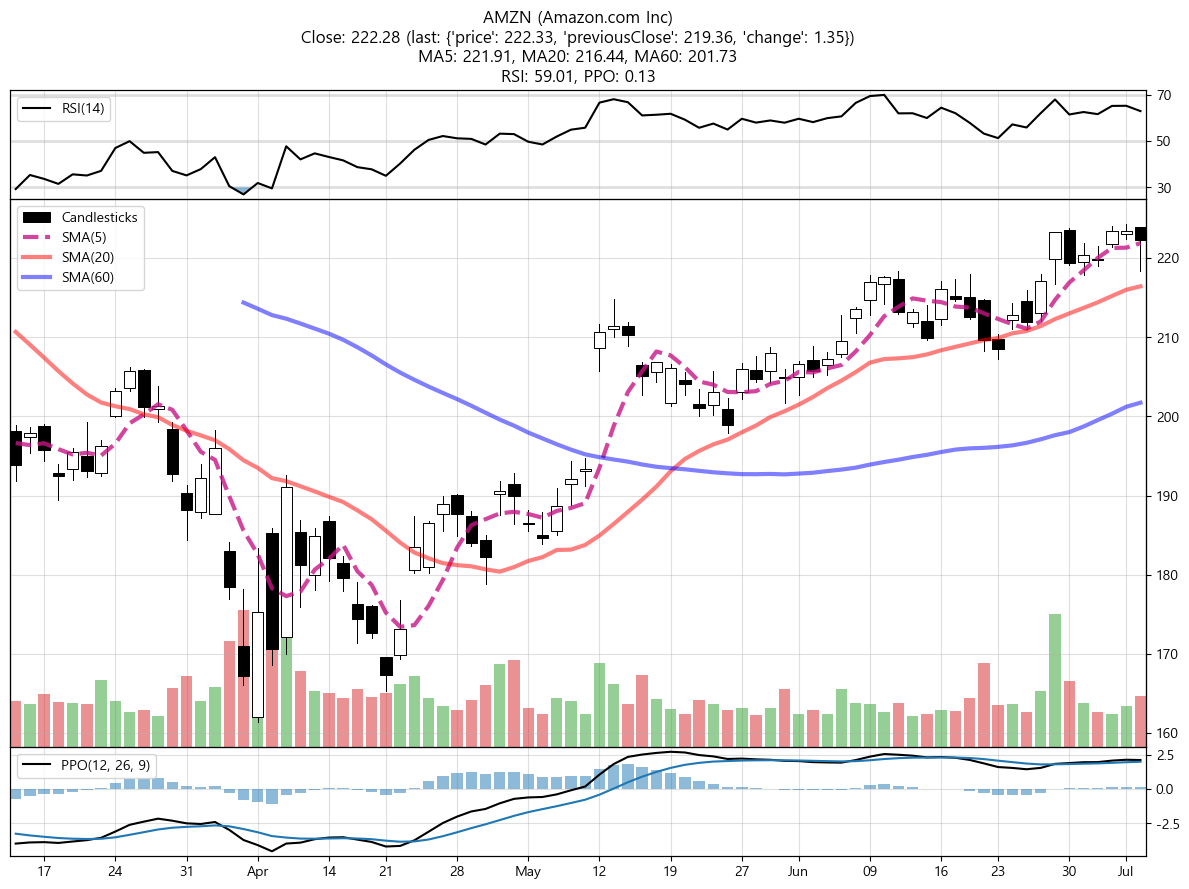 AMZN (Amazon.com Inc)
Close: 222.28 (last: {'price': 222.33, 'previousClose': 219.36, 'change': 1.35})
MA5: 221.91, MA20: 216.44, MA60: 201.73
RSI: 59.01, PPO: 0.13
RSI(14)
70
50
30
Candlesticks
SMA(5)
SMA(20)
SMA(60)
220
210
200
190
180
170
160
PPO(12, 26, 9)
2.5
0.0
−2.5
17 24 31 Apr 14 21 28 May 12 19 27 Jun 09 16 23 30 Jul